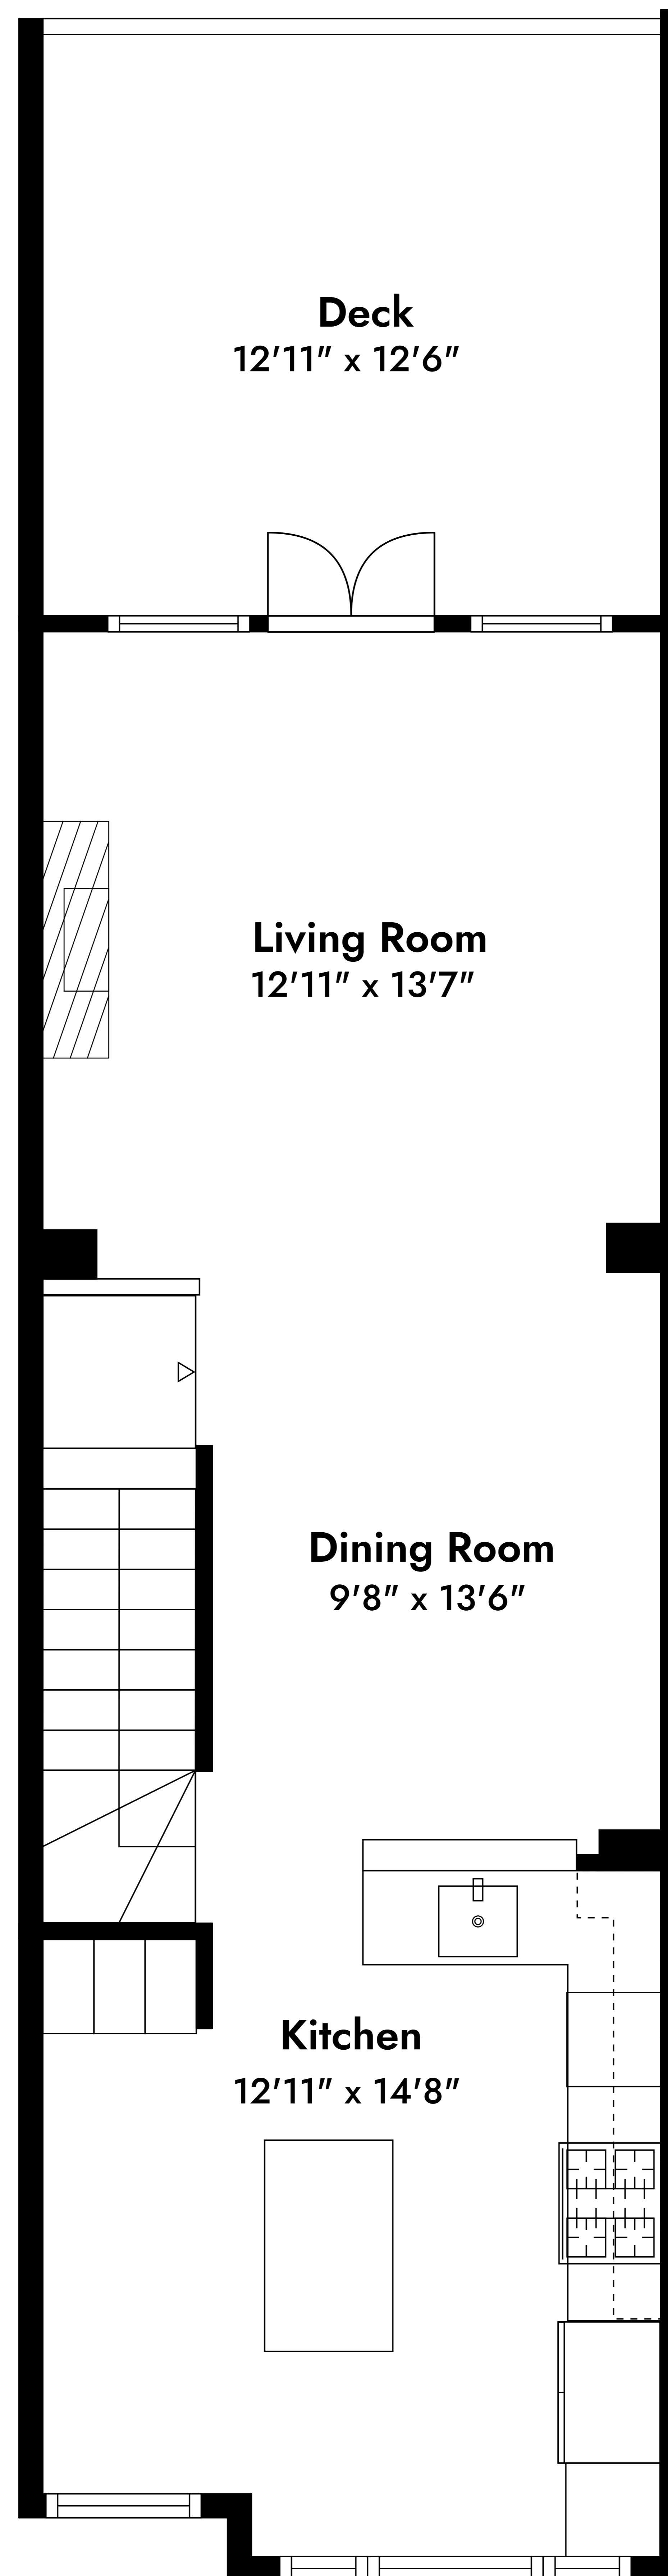 Deck
12'11" x 12'6"
Living Room
12'11" x 13'7"
Dining Room
9'8" x 13'6"
Kitchen
12'11" x 14'8"